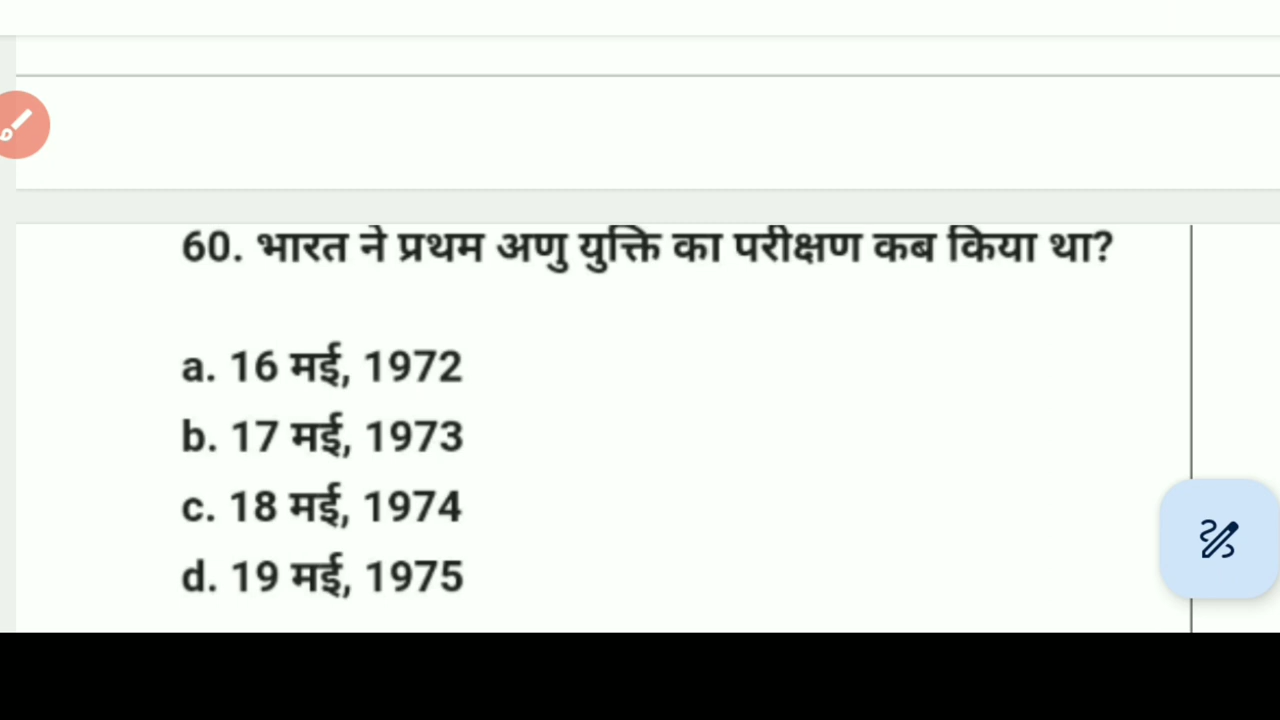 60. भारत ने प्रथम अणु युक्ति का परीक्षण कब किया था?
a. 16 मई, 1972
b. 17 मई, 1973
c. 18 मई, 1974
d. 19 मई, 1975